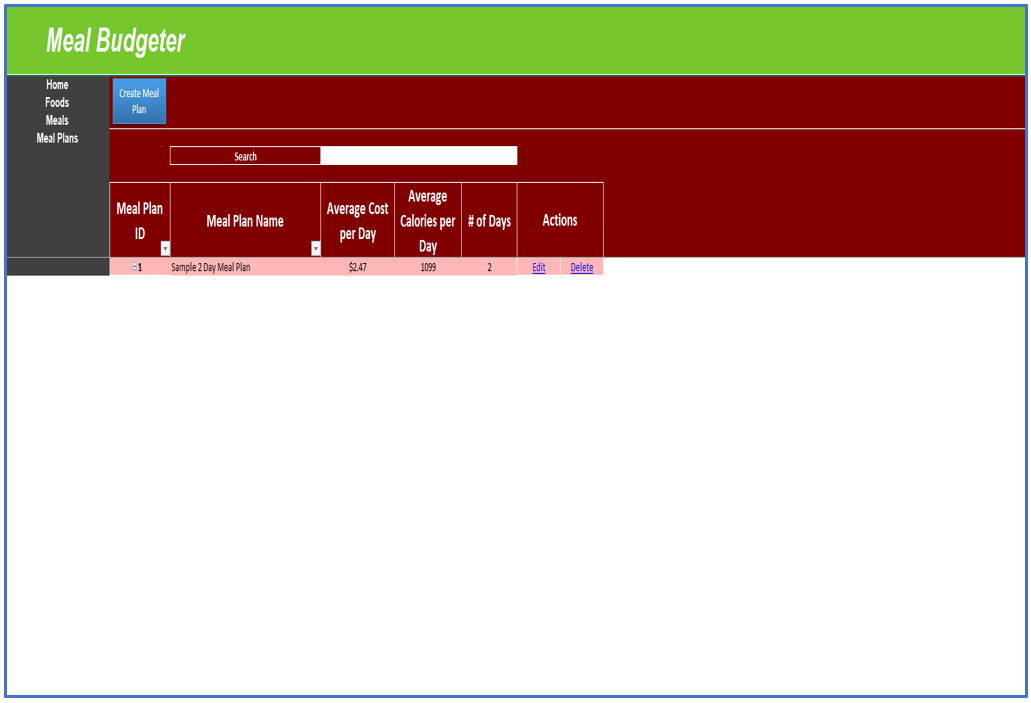 Meal Budgeter
Home
Foods
Meals
Meal Plans
Create Meal
Plan
Search
Meal Plan
ID
Meal Plan Name
Average Cost
per Day
Average
Calories per
Day
# of Days
Actions
1 Sample 2 Day Meal Plan $2.47 1099 2 Edit Delete